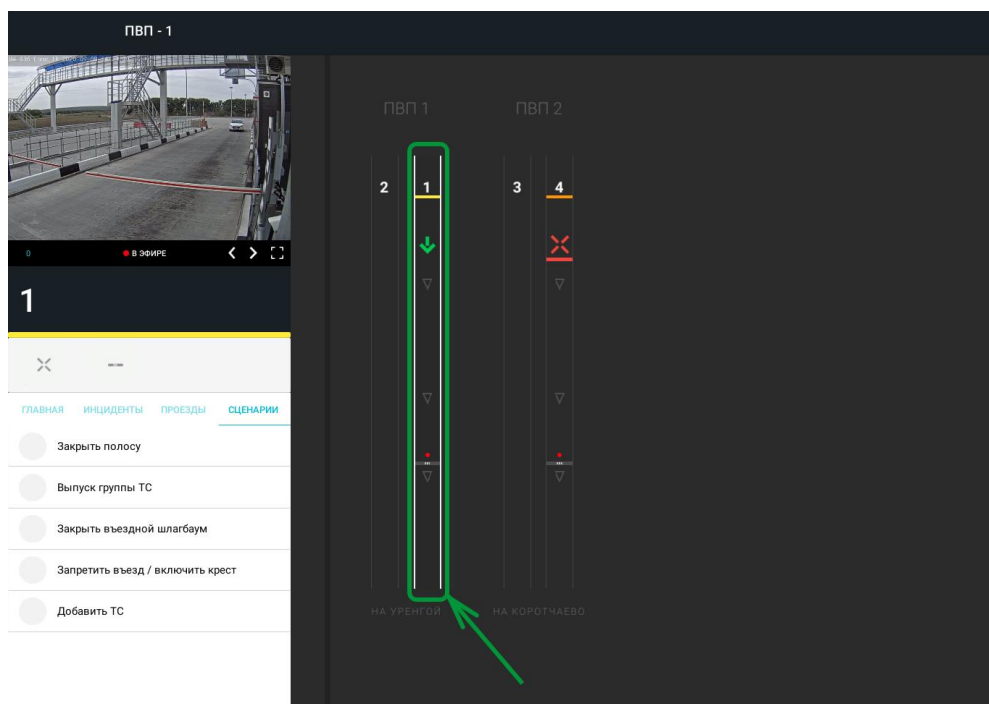 ПВП - 1
0
В ЭФИРЕ
1
ГЛАВНАЯ ИНЦИДЕНТЫ ПРОЕЗДЫ СЦЕНАРИИ
Закрыть полосу
Выпуск группы ТС
Закрыть въездной шлагбаум
Запретить въезд / включить крест
Добавить ТС
ПВП 1 ПВП 2
2 1 3 4
НА УРЕНГОЙ НА КОРОТЧАЕВО